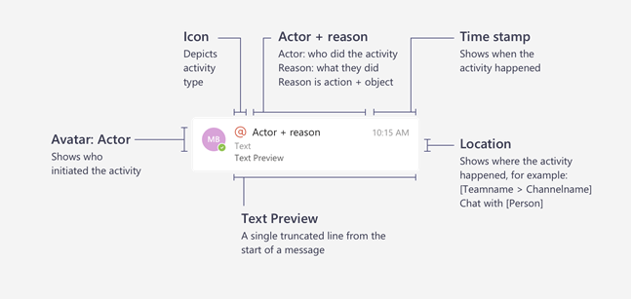 Icon
Depicts
activity
type
Actor + reason
Actor: who did the activity
Reason: what they did
Reason is action + object
Time stamp
Shows when the
activity happened
Avatar: Actor
Shows who
initiated the activity
MB
@ Actor + reason
10:15 AM
Text
Text Preview
Location
Shows where the activity
happened, for example:
[Teamname > Channelname]
Chat with [Person]
Text Preview
A single truncated line from the
start of a message